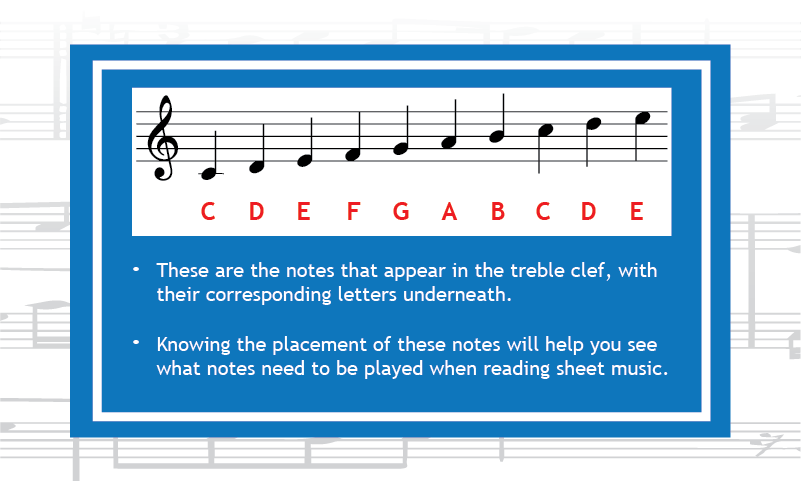 C D E F G A B C D E
• These are the notes that appear in the treble clef, with
their corresponding letters underneath.
• Knowing the placement of these notes will help you see
what notes need to be played when reading sheet music.